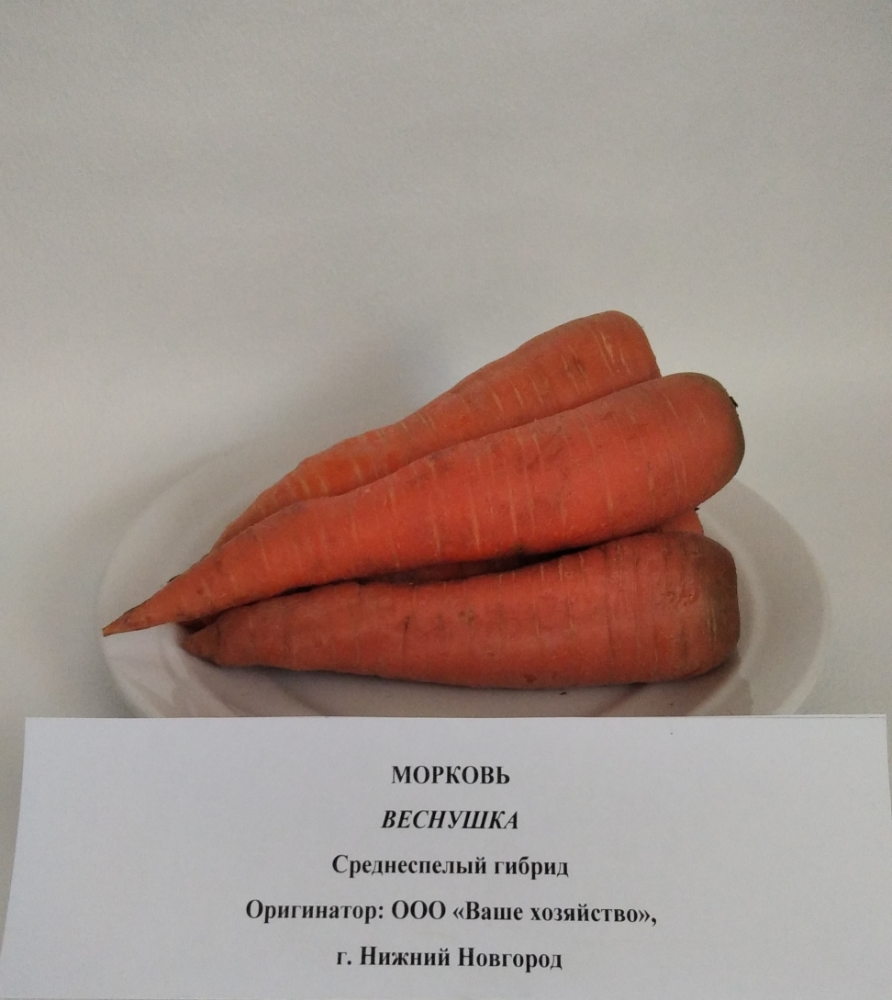 МОРКОВЬ
ВЕСНУШКА
Среднеспелый гибрид
Оригинатор: ООО «Ваше хозяйство»,
г. Нижний Новгород